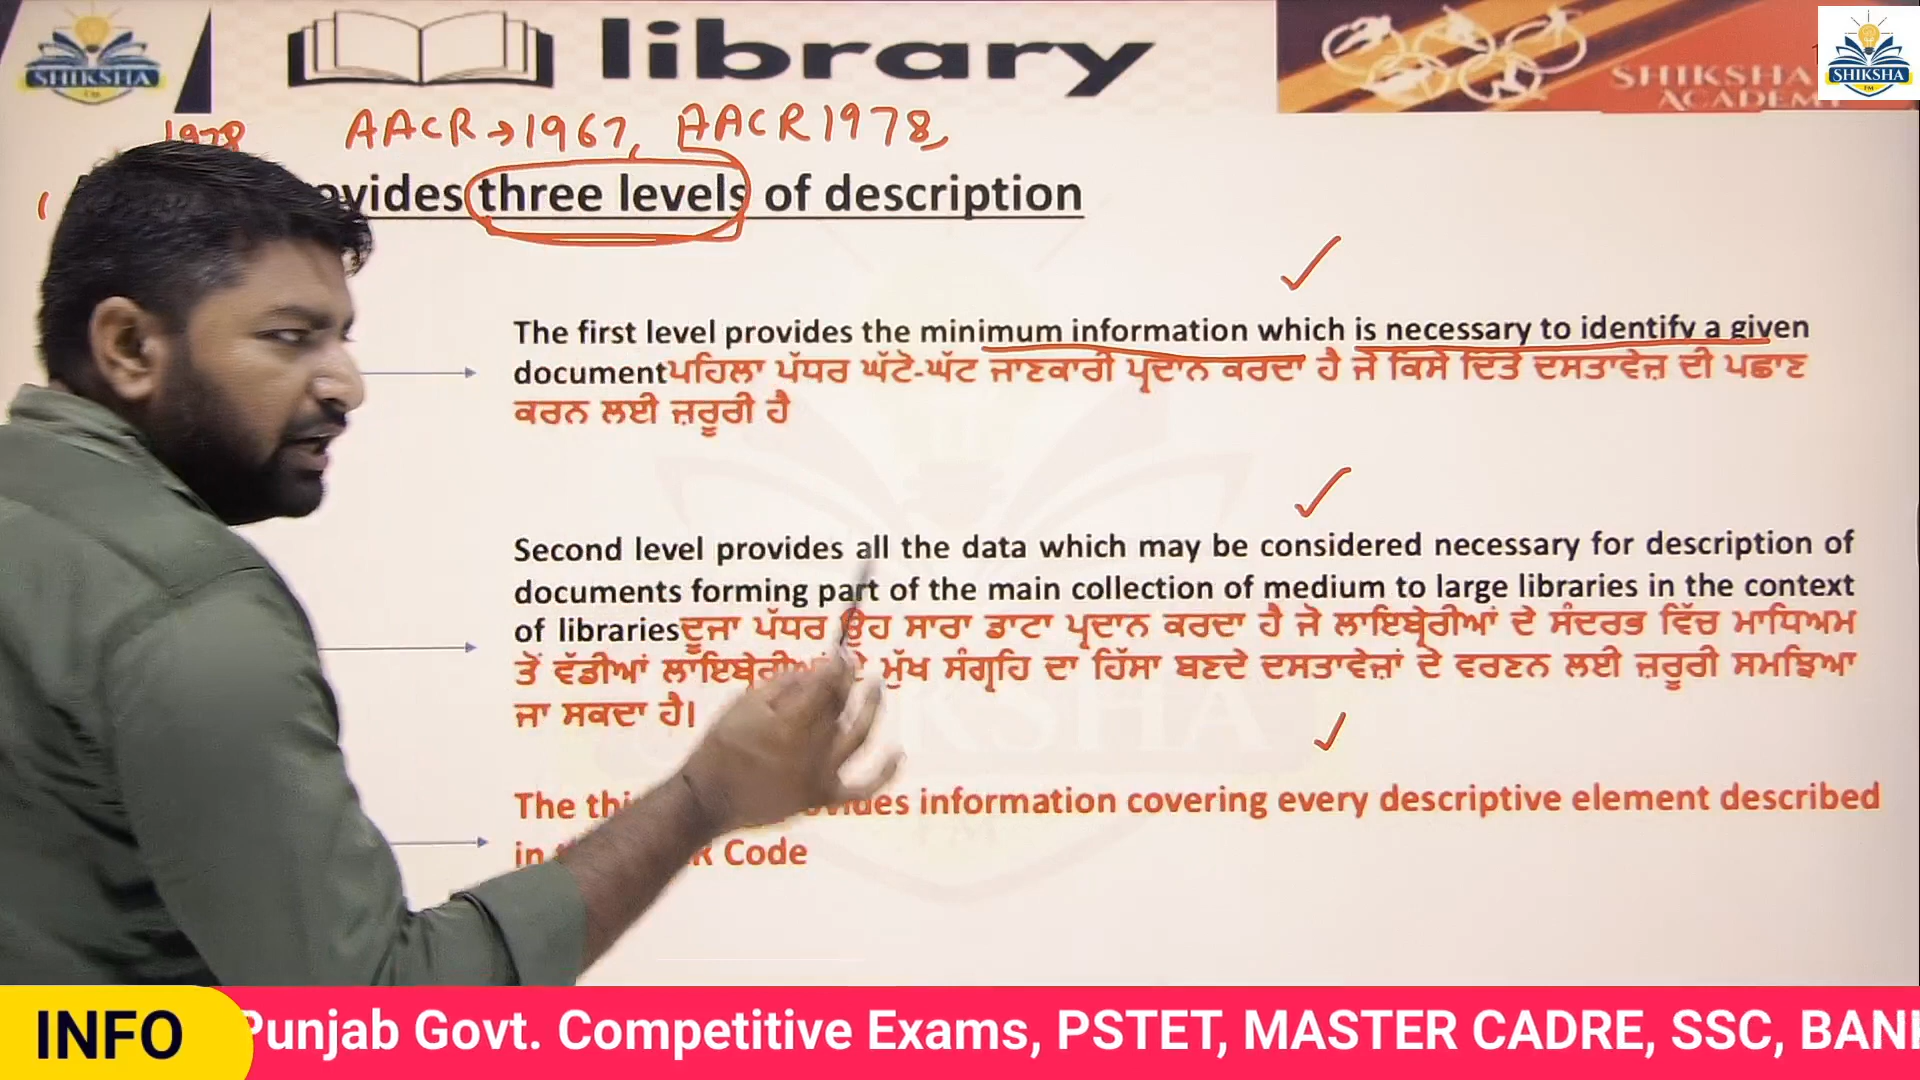 SHIKSHA
library
SHIKSHA
ACADEMY
SHIKSHA
1978 AACR → 1967, AACR 1978,
three levels of description
The first level provides the minimum information which is necessary to identify a given
documentਪਹਿਲਾ ਪੱਧਰ ਘੱਟੋ-ਘੱਟ ਜਾਣਕਾਰੀ ਪ੍ਰਦਾਨ ਕਰਦਾ ਹੈ ਜੋ ਕਿਸੇ ਦਿੱਤੇ ਦਸਤਾਵੇਜ਼ ਦੀ ਪਛਾਣ
ਕਰਨ ਲਈ ਜ਼ਰੂਰੀ ਹੈ
Second level provides all the data which may be considered necessary for description of
documents forming part of the main collection of medium to large libraries in the context
of librariesਦੂਜਾ ਪੱਧਰ ਉਹ ਸਾਰਾ ਡਾਟਾ ਪ੍ਰਦਾਨ ਕਰਦਾ ਹੈ ਜੋ ਲਾਇਬ੍ਰੇਰੀਆਂ ਦੇ ਸੰਦਰਭ ਵਿੱਚ ਮਾਧਿਅਮ
ਤੋਂ ਵੱਡੀਆਂ ਲਾਇਬ੍ਰੇਰੀਆਂ ਦੇ ਮੁੱਖ ਸੰਗ੍ਰਹਿ ਦਾ ਹਿੱਸਾ ਬਣਦੇ ਦਸਤਾਵੇਜ਼ਾਂ ਦੇ ਵਰਣਨ ਲਈ ਜ਼ਰੂਰੀ ਸਮਝਿਆ
ਜਾ ਸਕਦਾ ਹੈ।
The information covering every descriptive element described
in Code
INFO Punjab Govt. Competitive Exams, PSTET, MASTER CADRE, SSC, BANK